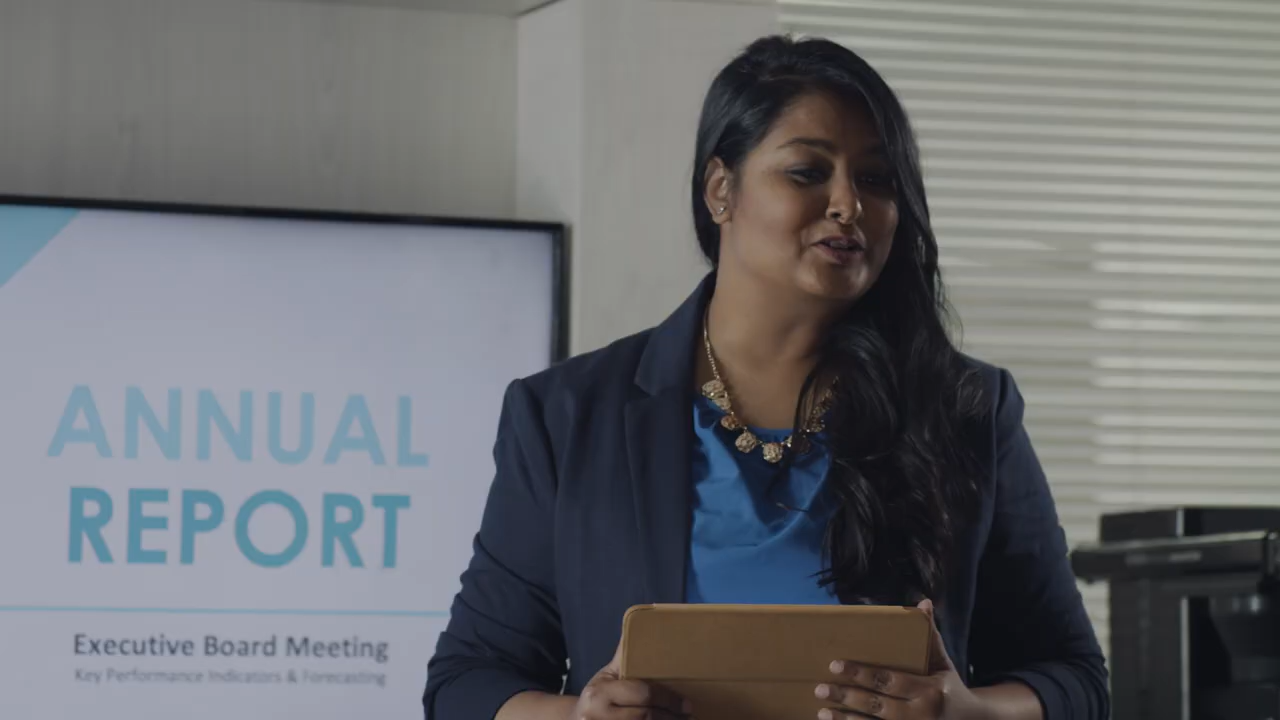 ANNUAL
REPORT
Executive Board Meeting
Key Performance Indicators & Forecasting